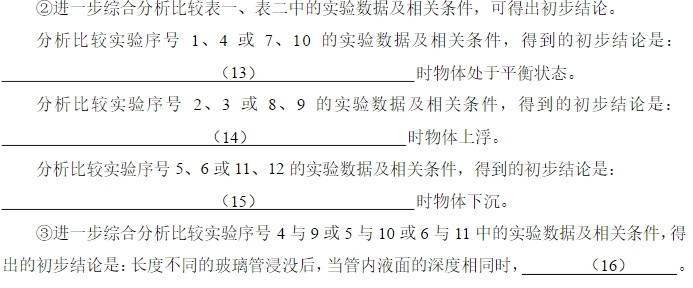 ②进一步综合分析比较表一、表二中的实验数据及相关条件，可得出初步结论。
分析比较实验序号 1、4 或 7、10 的实验数据及相关条件，得到的初步结论是：
（13）时物体处于平衡状态。
分析比较实验序号 2、3 或 8、9 的实验数据及相关条件，得到的初步结论是：
（14）时物体上浮。
分析比较实验序号 5、6 或 11、12 的实验数据及相关条件，得到的初步结论是：
（15）时物体下沉。
③进一步综合分析比较实验序号 4 与 9 或 5 与 10 或 6 与 11 中的实验数据及相关条件，得
出的初步结论是：长度不同的玻璃管浸没后，当管内液面的深度相同时，（16）。